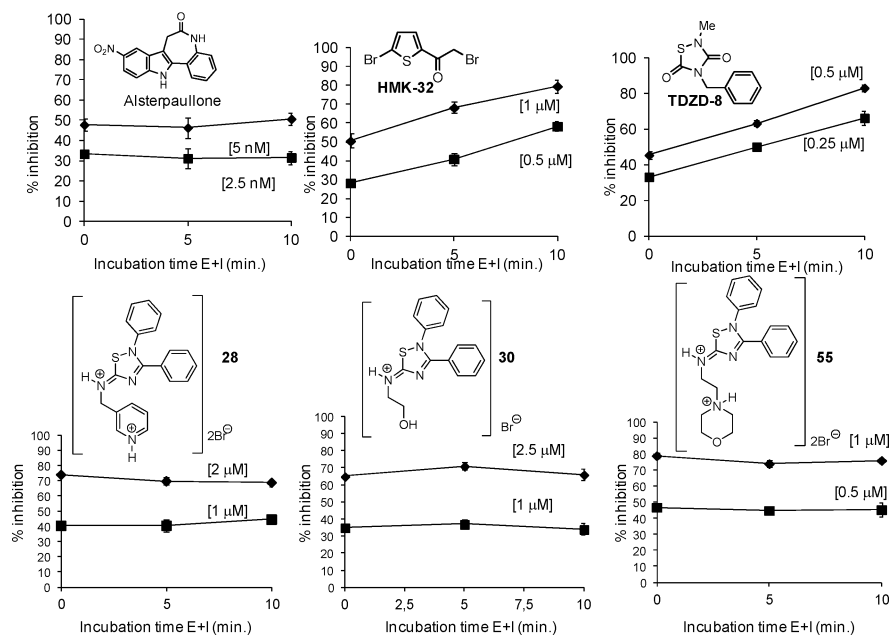 100
90
80
70
60
50
40
30
20
10
0
% inhibition
0 5 10
Incubation time E+I (min.)
O
NH
O₂N
N
H
Alsterpaullone
[5 nM]
[2.5 nM]
100
90
80
70
60
50
40
30
20
10
0
% inhibition
0 5 10
Incubation time E+I (min.)
Br
S
O
Br
HMK-32
[1 µM]
[0.5 µM]
100
80
60
40
20
0
% inhibition
0 5 10
Incubation time E+I (min.)
Me
N
S
O
N
O
TDZD-8
[0.5 µM]
[0.25 µM]
100
90
80
70
60
50
40
30
20
10
0
% inhibition
0 5 10
Incubation time E+I (min.)
S N
N
H N
⊕
⊕
N
H
2Br⊖
28
[2 µM]
[1 µM]
100
90
80
70
60
50
40
30
20
10
0
% inhibition
0 2,5 5 7,5 10
Incubation time E+I (min.)
S N
N
H N
⊕
OH
Br⊖
30
[2.5 µM]
[1 µM]
100
90
80
70
60
50
40
30
20
10
0
% inhibition
0 5 10
Incubation time E+I (min.)
S N
N
H N
⊕
⊕ H
N
O
2Br⊖
55
[1 µM]
[0.5 µM]